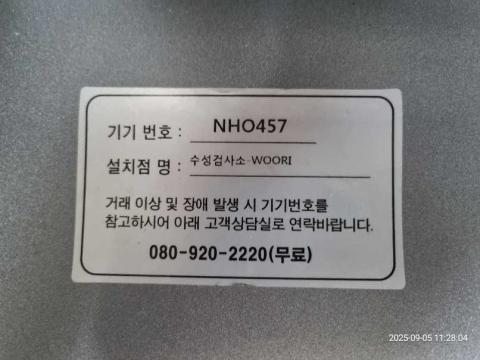 기기 번호 : NHO457
설치점 명 : 수성검사소-WOORI
거래 이상 및 장애 발생 시 기기번호를
참고하시어 아래 고객상담실로 연락바랍니다.
080-920-2220(무료)
2025-09-05 11:28:04